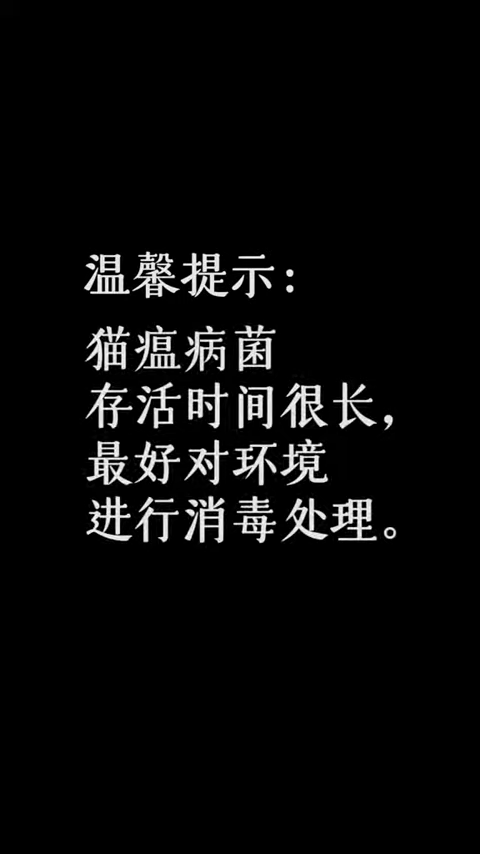 温馨提示：
猫瘟病菌
存活时间很长，
最好对环境
进行消毒处理。